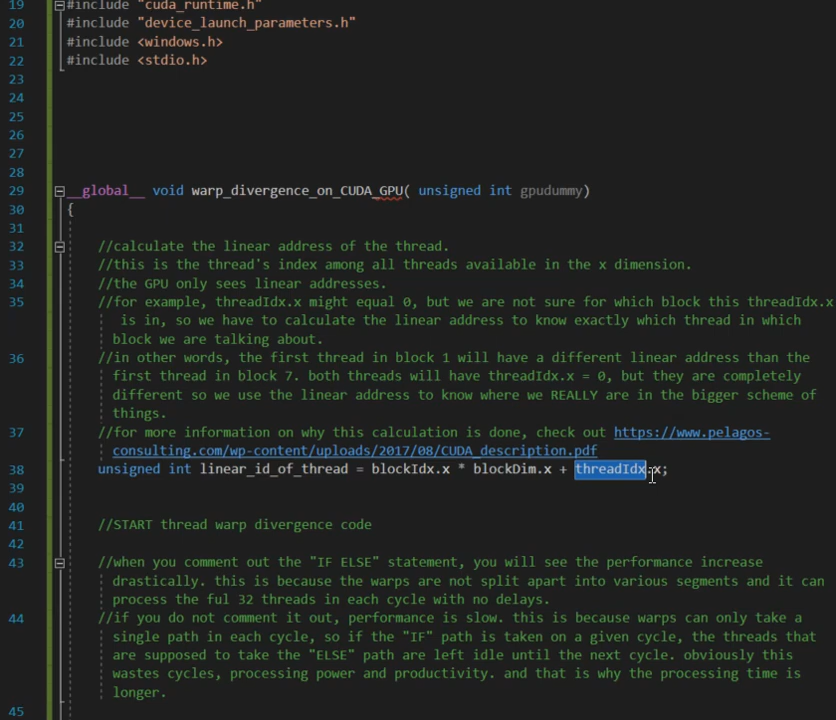 19 #include "cuda_runtime.h"
20 #include "device_launch_parameters.h"
21 #include <windows.h>
22 #include <stdio.h>
23
24
25
26
27
28
29 __global__ void warp_divergence_on_CUDA_GPU( unsigned int gpudummy)
30 {
31
32 //calculate the linear address of the thread.
33 //this is the thread's index among all threads available in the x dimension.
34 //the GPU only sees linear addresses.
35 //for example, threadIdx.x might equal 0, but we are not sure for which block this threadIdx.x
is in, so we have to calculate the linear address to know exactly which thread in which
block we are talking about.
36 //in other words, the first thread in block 1 will have a different linear address than the
first thread in block 7. both threads will have threadIdx.x = 0, but they are completely
different so we use the linear address to know where we REALLY are in the bigger scheme of
things.
37 //for more information on why this calculation is done, check out https://www.pelagos-
consulting.com/wp-content/uploads/2017/08/CUDA_description.pdf
38 unsigned int linear_id_of_thread = blockIdx.x * blockDim.x + threadIdx.x;
39
40
41 //START thread warp divergence code
42
43 //when you comment out the "IF ELSE" statement, you will see the performance increase
drastically. this is because the warps are not split apart into various segments and it can
process the ful 32 threads in each cycle with no delays.
44 //if you do not comment it out, performance is slow. this is because warps can only take a
single path in each cycle, so if the "IF" path is taken on a given cycle, the threads that
are supposed to take the "ELSE" path are left idle until the next cycle. obviously this
wastes cycles, processing power and productivity. and that is why the processing time is
longer.
45